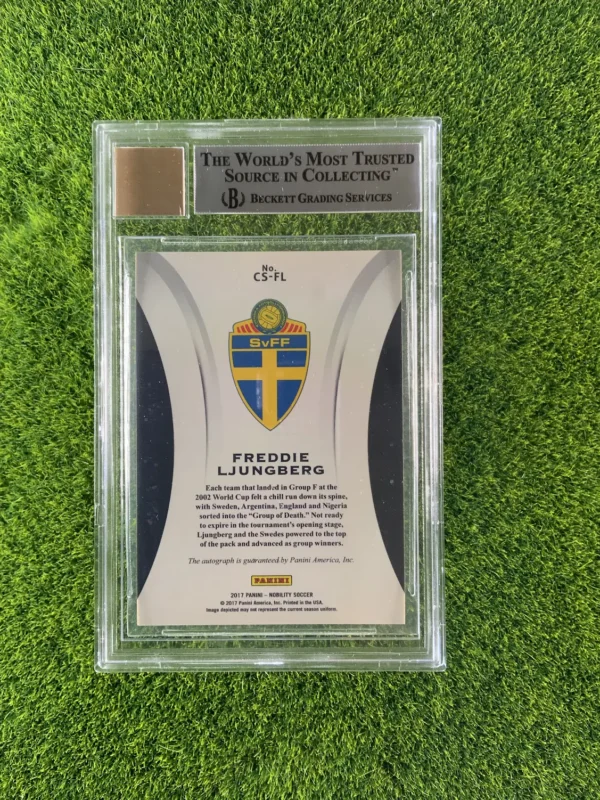 THE WORLD'S MOST TRUSTED
SOURCE IN COLLECTING™
B BECKETT GRADING SERVICES
No.
CS-FL
SvFF
FREDDIE
LJUNGBERG
Each team that landed in Group F at the
2002 World Cup felt a chill run down its spine,
with Sweden, Argentina, England and Nigeria
sorted into the “Group of Death.” Not ready
to expire in the tournament's opening stage,
Ljungberg and the Swedes powered to the top
of the pack and advanced as group winners.
The autograph is guaranteed by Panini America, Inc.
PANINI
2017 PANINI – NOBILITY SOCCER
© 2017 Panini America, Inc. Printed in the USA.
Image depicted may not represent the current season uniform.